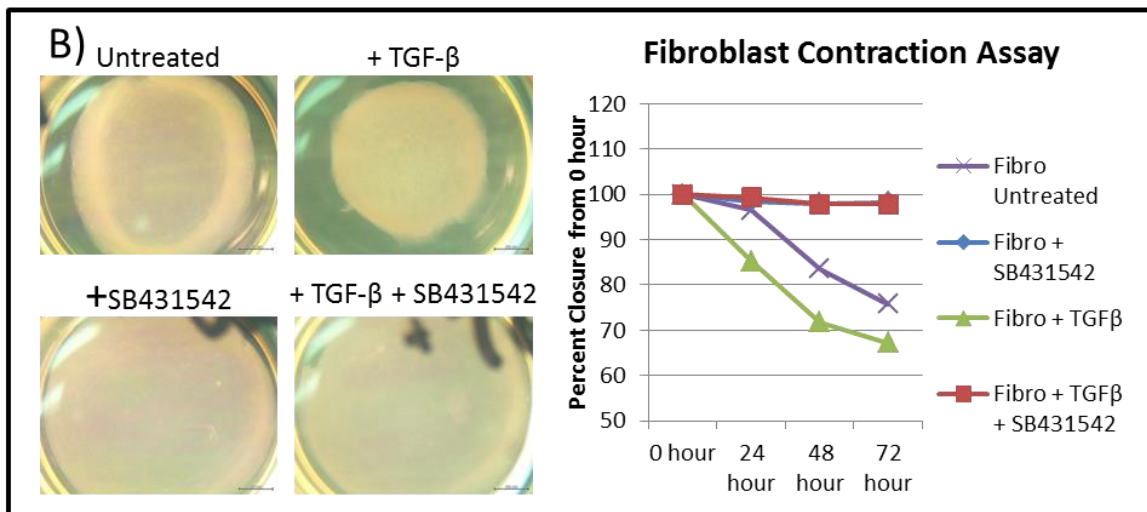 B)
Untreated
+ TGF-β
+SB431542
+ TGF-β + SB431542
Fibroblast Contraction Assay
Percent Closure from 0 hour
120
110
100
90
80
70
60
50
0 hour
24
hour
48
hour
72
hour
Fibro
Untreated
Fibro +
SB431542
Fibro + TGFβ
Fibro + TGFβ
+ SB431542